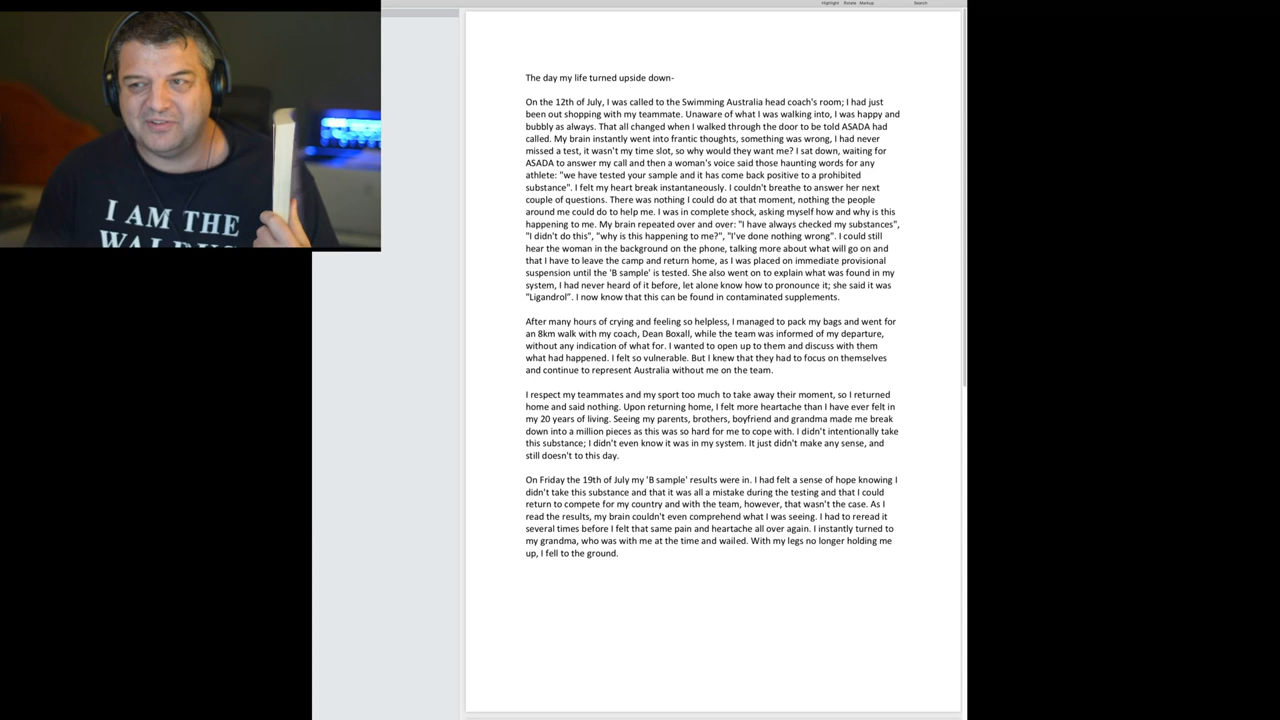 Highlight Rotate Markup Search
I AM THE
WALRUS
The day my life turned upside down-
On the 12th of July, I was called to the Swimming Australia head coach's room; I had just
been out shopping with my teammate. Unaware of what I was walking into, I was happy and
bubbly as always. That all changed when I walked through the door to be told ASADA had
called. My brain instantly went into frantic thoughts, something was wrong, I had never
missed a test, it wasn't my time slot, so why would they want me? I sat down, waiting for
ASADA to answer my call and then a woman's voice said those haunting words for any
athlete: "we have tested your sample and it has come back positive to a prohibited
substance". I felt my heart break instantaneously. I couldn't breathe to answer her next
couple of questions. There was nothing I could do at that moment, nothing the people
around me could do to help me. I was in complete shock, asking myself how and why is this
happening to me. My brain repeated over and over: "I have always checked my substances",
"I didn't do this", "why is this happening to me?", "I've done nothing wrong". I could still
hear the woman in the background on the phone, talking more about what will go on and
that I have to leave the camp and return home, as I was placed on immediate provisional
suspension until the 'B sample' is tested. She also went on to explain what was found in my
system, I had never heard of it before, let alone know how to pronounce it; she said it was
"Ligandrol". I now know that this can be found in contaminated supplements.
After many hours of crying and feeling so helpless, I managed to pack my bags and went for
an 8km walk with my coach, Dean Boxall, while the team was informed of my departure,
without any indication of what for. I wanted to open up to them and discuss with them
what had happened. I felt so vulnerable. But I knew that they had to focus on themselves
and continue to represent Australia without me on the team.
I respect my teammates and my sport too much to take away their moment, so I returned
home and said nothing. Upon returning home, I felt more heartache than I have ever felt in
my 20 years of living. Seeing my parents, brothers, boyfriend and grandma made me break
down into a million pieces as this was so hard for me to cope with. I didn't intentionally take
this substance; I didn't even know it was in my system. It just didn't make any sense, and
still doesn't to this day.
On Friday the 19th of July my 'B sample' results were in. I had felt a sense of hope knowing I
didn't take this substance and that it was all a mistake during the testing and that I could
return to compete for my country and with the team, however, that wasn't the case. As I
read the results, my brain couldn't even comprehend what I was seeing. I had to reread it
several times before I felt that same pain and heartache all over again. I instantly turned to
my grandma, who was with me at the time and wailed. With my legs no longer holding me
up, I fell to the ground.